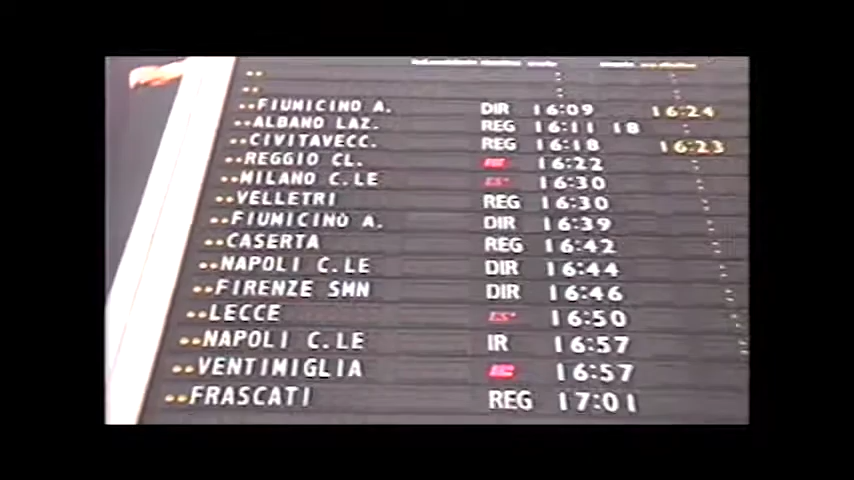 FIUMICINO A. DIR 16:09 16:24
ALBANO LAZ. REG 16:11 18
CIVITAVECC. REG 16:18 16:23
REGGIO CL. 16:22
MILANO C.LE ES* 16:30
VELLETRI REG 16:30
FIUMICINO A. DIR 16:39
CASERTA REG 16:42
NAPOLI C.LE DIR 16:44
FIRENZE SMN DIR 16:46
LECCE ES* 16:50
NAPOLI C.LE IR 16:57
VENTIMIGLIA 16:57
FRASCATI REG 17:01